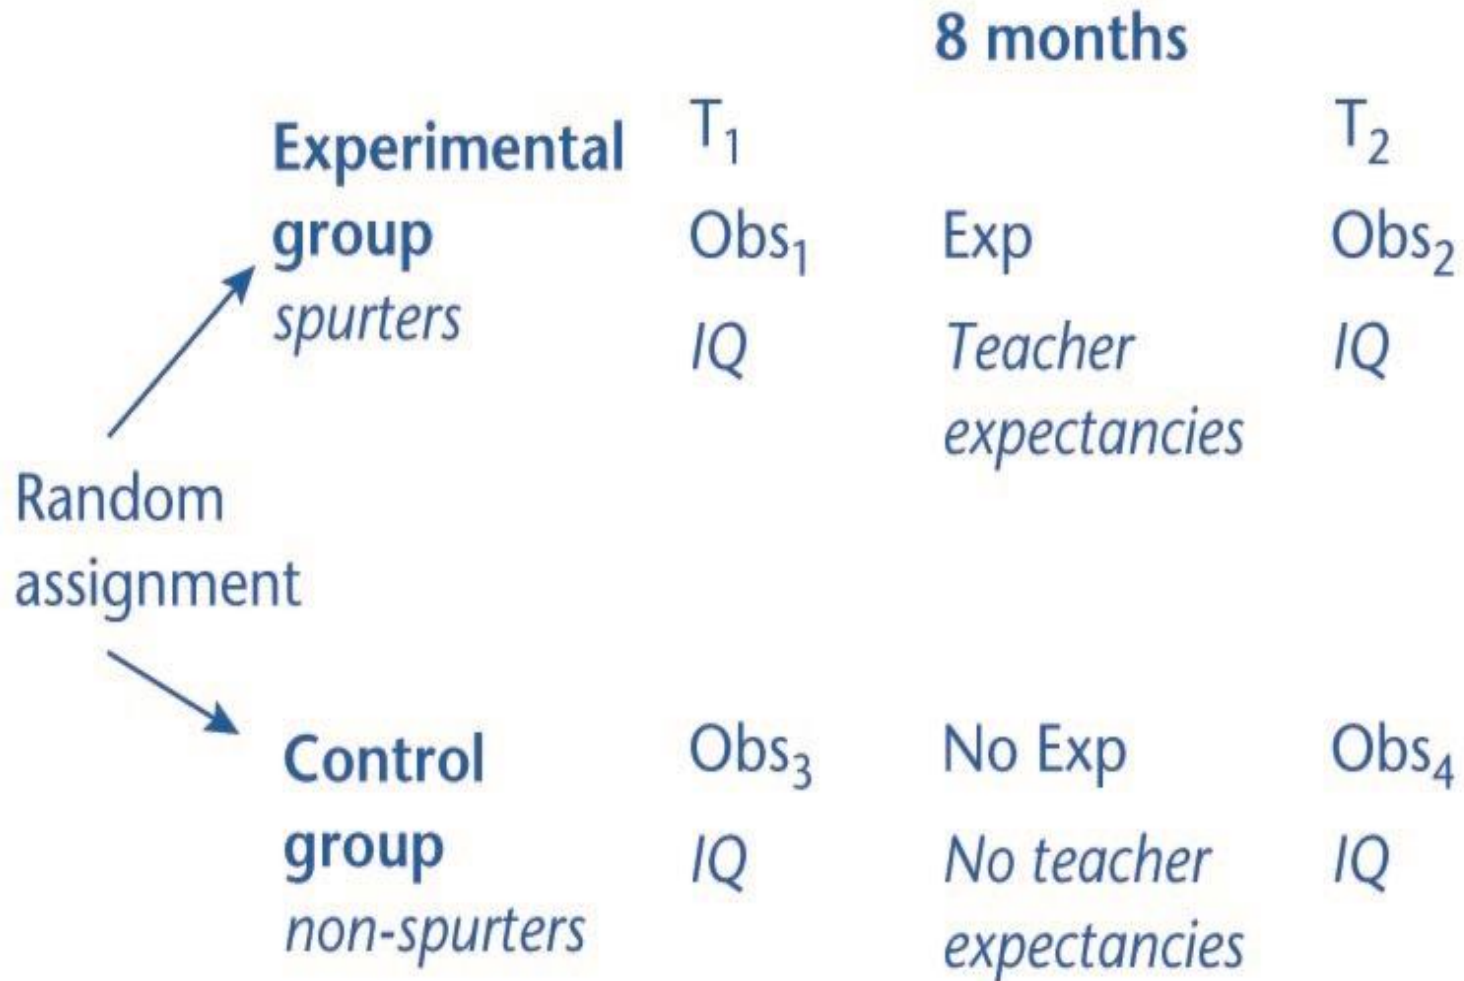 8 months
Experimental
group
spurters
T₁
T₂
Obs₁
Exp
Obs₂
IQ
Teacher
expectancies
IQ
Random
assignment
Control
group
non-spurters
Obs₃
No Exp
Obs₄
IQ
No teacher
expectancies
IQ